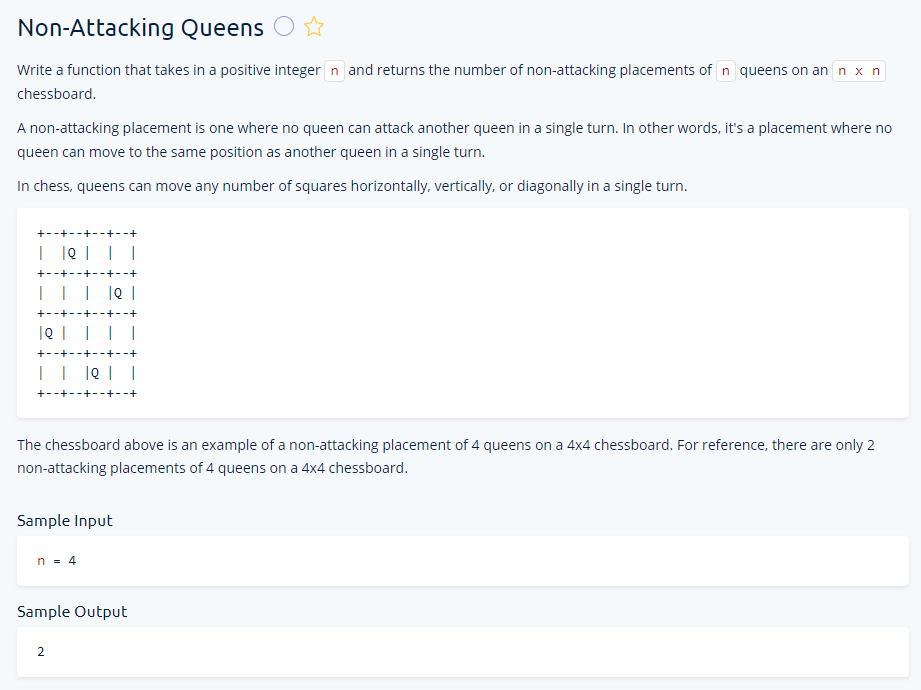 Non-Attacking Queens
Write a function that takes in a positive integer n and returns the number of non-attacking placements of n queens on an n x n
chessboard.
A non-attacking placement is one where no queen can attack another queen in a single turn. In other words, it's a placement where no
queen can move to the same position as another queen in a single turn.
In chess, queens can move any number of squares horizontally, vertically, or diagonally in a single turn.
+--+--+--+--+
|  |Q |  |  |
+--+--+--+--+
|  |  |  |Q |
+--+--+--+--+
|Q |  |  |  |
+--+--+--+--+
|  |  |Q |  |
+--+--+--+--+
The chessboard above is an example of a non-attacking placement of 4 queens on a 4x4 chessboard. For reference, there are only 2
non-attacking placements of 4 queens on a 4x4 chessboard.
Sample Input
n = 4
Sample Output
2